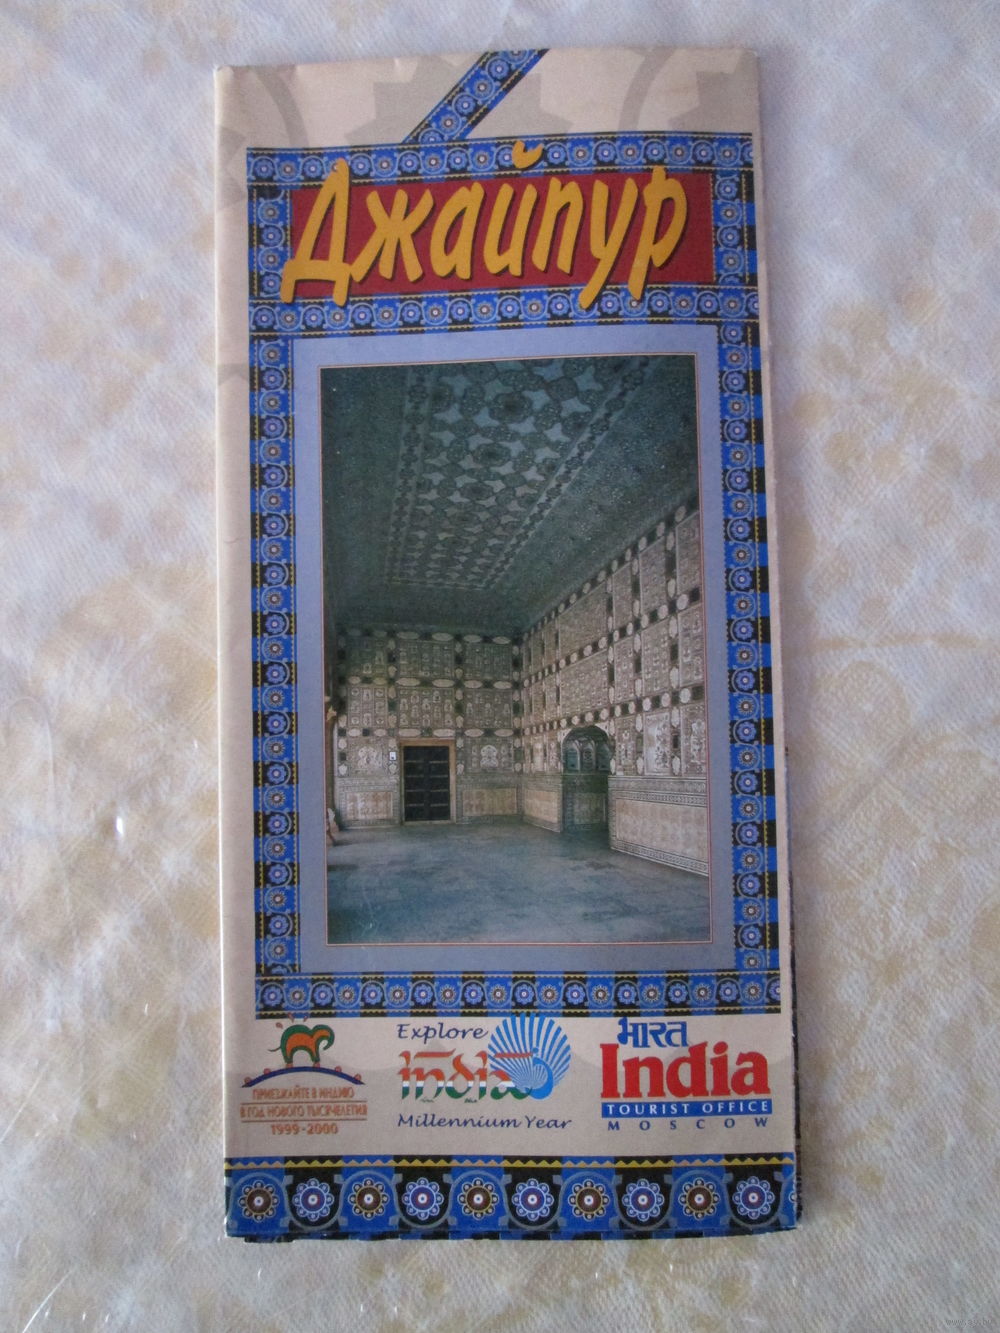 Джайпур
ПРИЕЗЖАЙТЕ В ИНДИЮ
В ГОД НОВОГО ТЫСЯЧЕЛЕТИЯ
1999-2000
Explore
india
Millennium Year
भारत
India
TOURIST OFFICE
MOSCOW